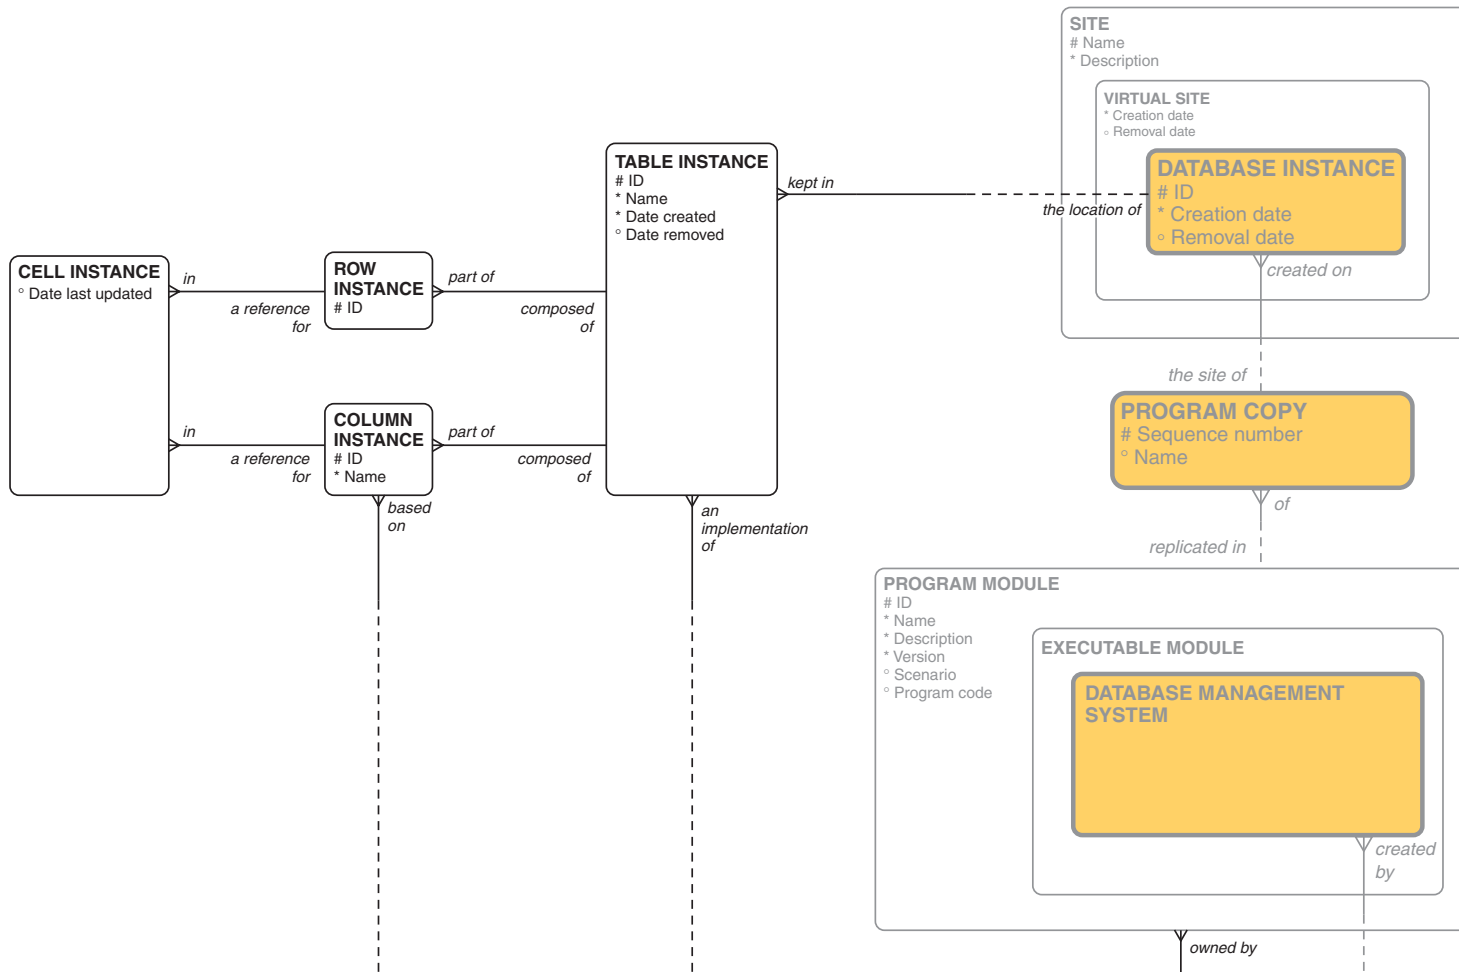 SITE
# Name
* Description
VIRTUAL SITE
* Creation date
○ Removal date
DATABASE INSTANCE
# ID
* Creation date
○ Removal date
created on
TABLE INSTANCE
# ID
* Name
* Date created
○ Date removed
kept in
the location of
CELL INSTANCE
○ Date last updated
in
a reference
for
ROW
INSTANCE
# ID
part of
composed
of
in
a reference
for
COLUMN
INSTANCE
# ID
* Name
part of
composed
of
based
on
an
implementation
of
the site of
PROGRAM COPY
# Sequence number
○ Name
of
replicated in
PROGRAM MODULE
# ID
* Name
* Description
* Version
○ Scenario
○ Program code
EXECUTABLE MODULE
DATABASE MANAGEMENT
SYSTEM
created
by
owned by